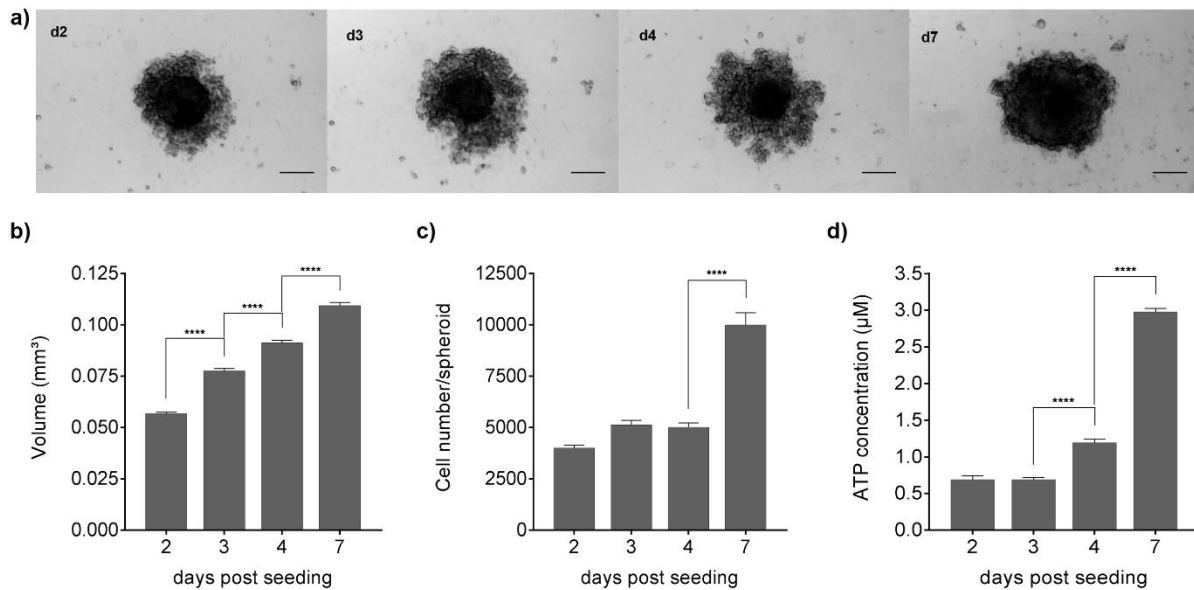 a)
d2
d3
d4
d7
b)
Volume (mm³)
0.125
0.100
0.075
0.050
0.025
0.000
****
****
****
2 3 4 7
days post seeding
c)
Cell number/spheroid
12500
10000
7500
5000
2500
0
****
2 3 4 7
days post seeding
d)
ATP concentration (µM)
3.5
3.0
2.5
2.0
1.5
1.0
0.5
0.0
****
****
2 3 4 7
days post seeding